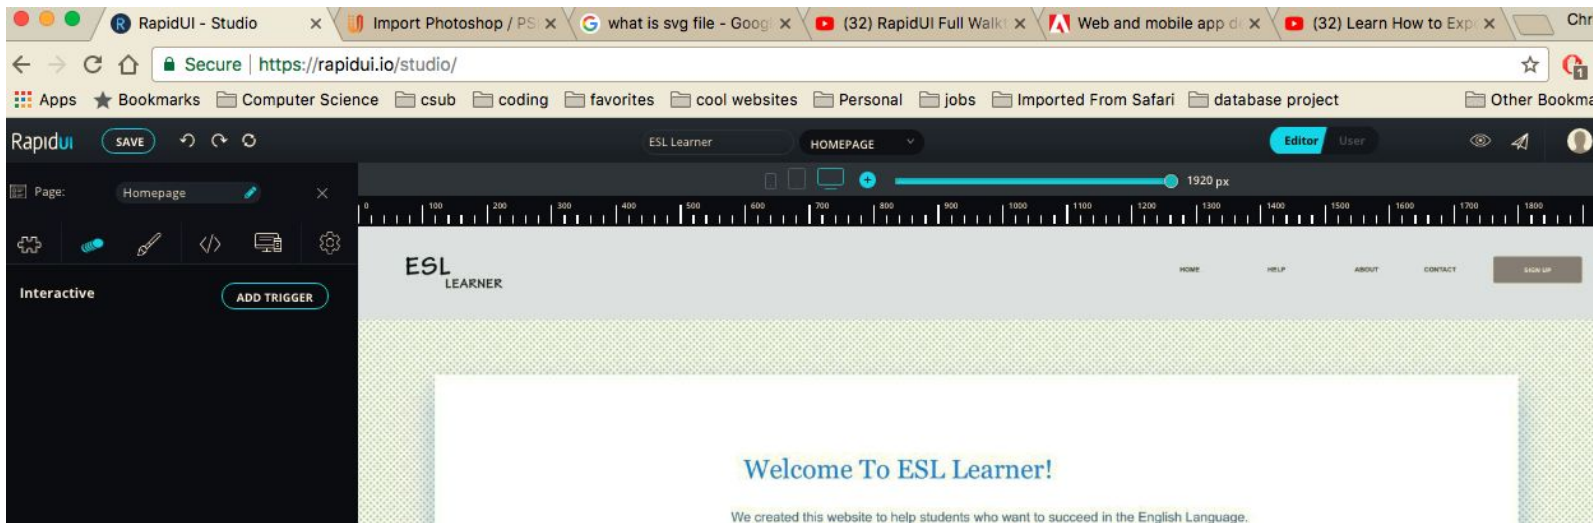 RapidUI - Studio
Import Photoshop / PS
what is svg file - Googl
(32) RapidUI Full Walkt
Web and mobile app de
(32) Learn How to Expo
Chr
Secure | https://rapidui.io/studio/
1
Apps Bookmarks Computer Science csub coding favorites cool websites Personal jobs Imported From Safari database project Other Bookma
RapidUI SAVE ESL Learner HOMEPAGE Editor User
Page: Homepage
1920 px
0 100 200 300 400 500 600 700 800 900 1000 1100 1200 1300 1400 1500 1600 1700 1800
Interactive ADD TRIGGER
ESL
LEARNER
HOME HELP ABOUT CONTACT SIGN UP
Welcome To ESL Learner!
We created this website to help students who want to succeed in the English Language.